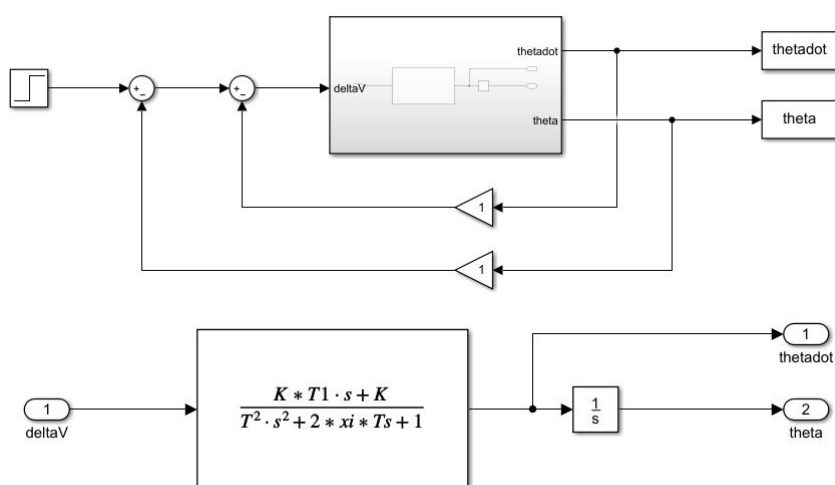 thetadot
thetadot
deltaV
theta
theta
1
1
K * T1 · s + K
T² · s² + 2 * xi * Ts + 1
1
thetadot
1
deltaV
1
s
2
theta